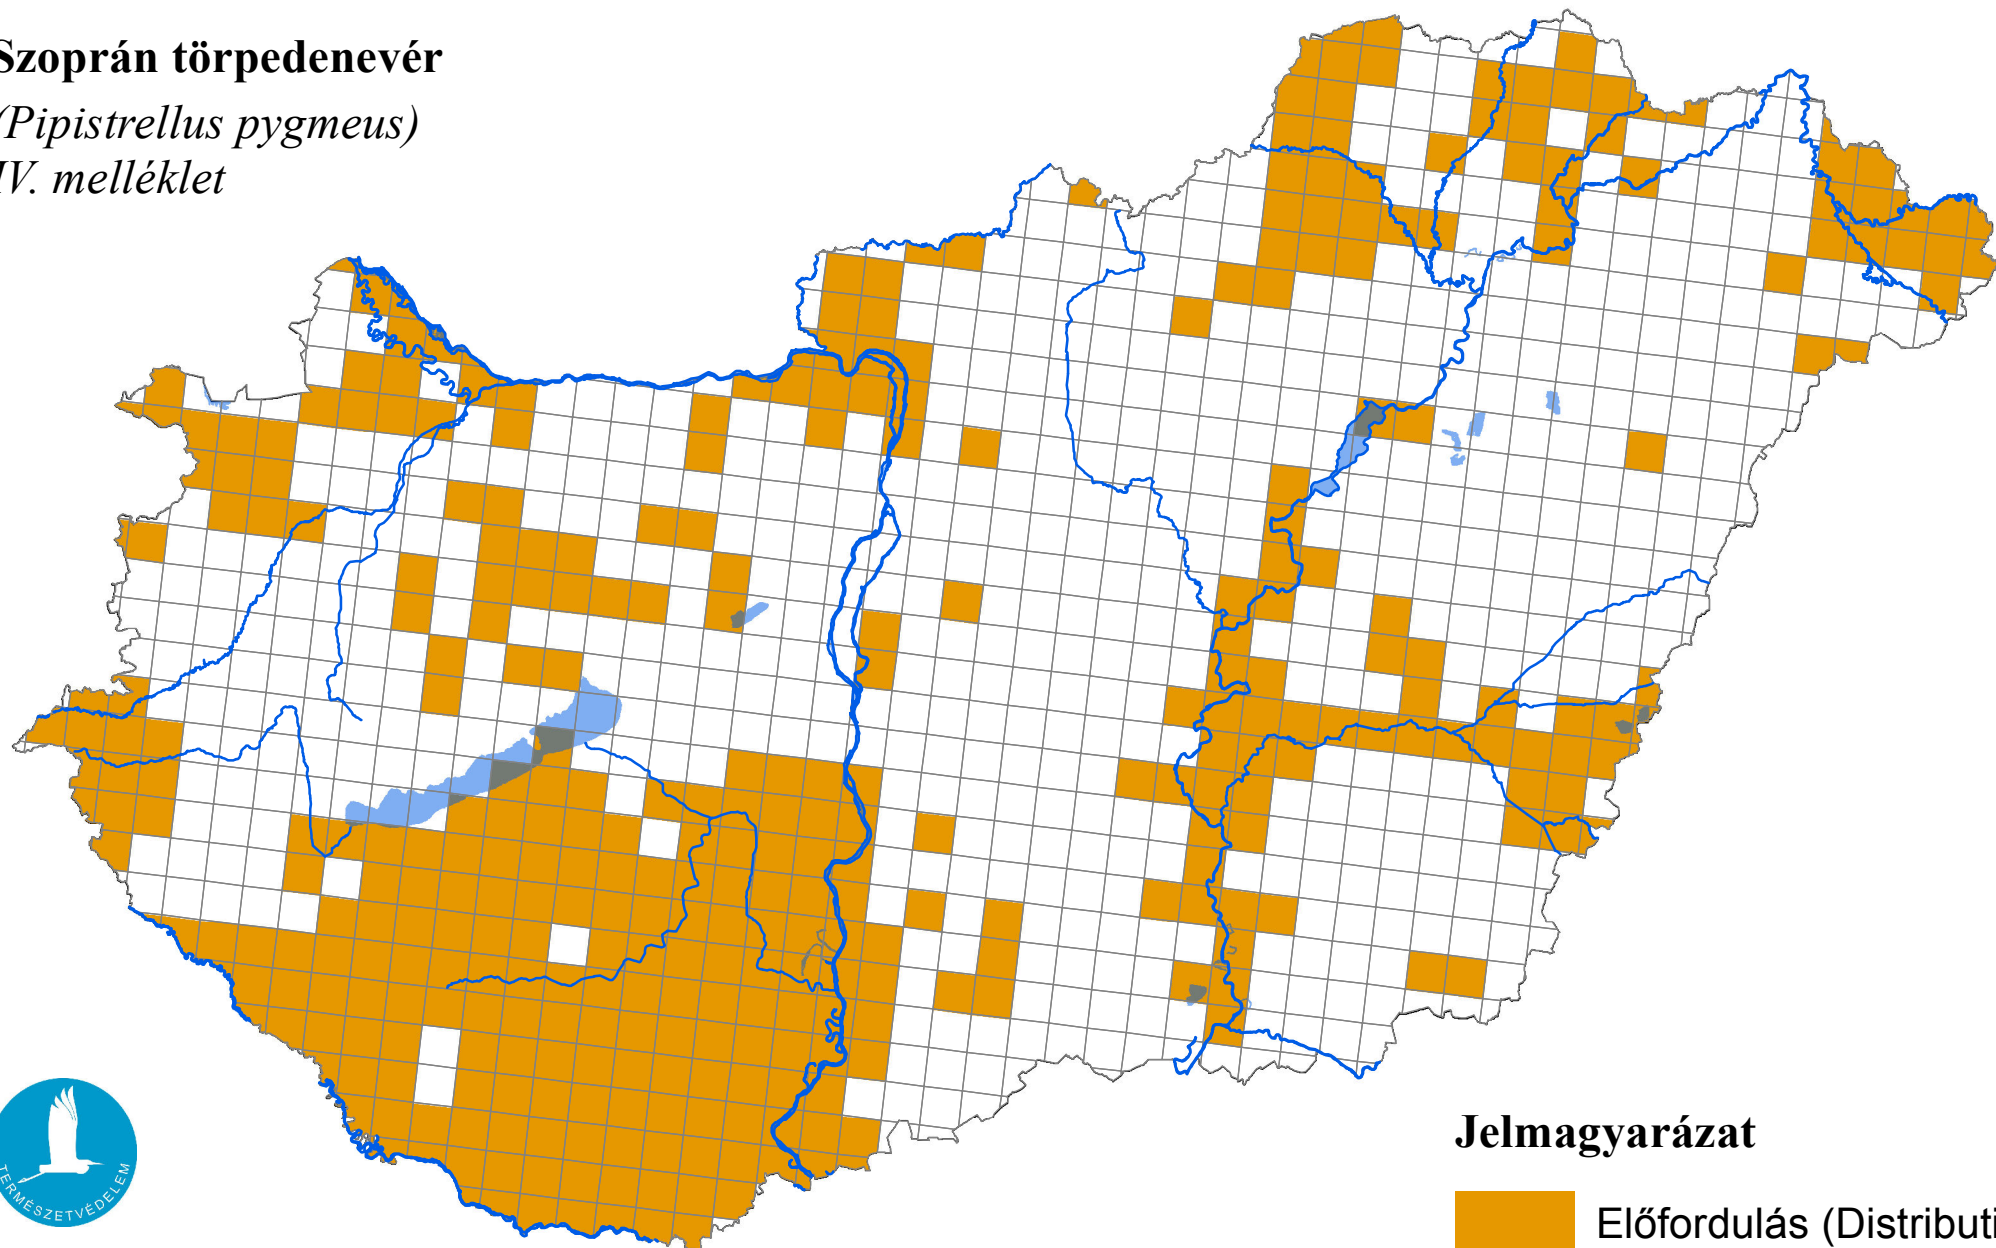 Szoprán törpedenevér
(Pipistrellus pygmeus)
IV. melléklet
TERMÉSZETVÉDELEM
Jelmagyarázat
Előfordulás (Distributi